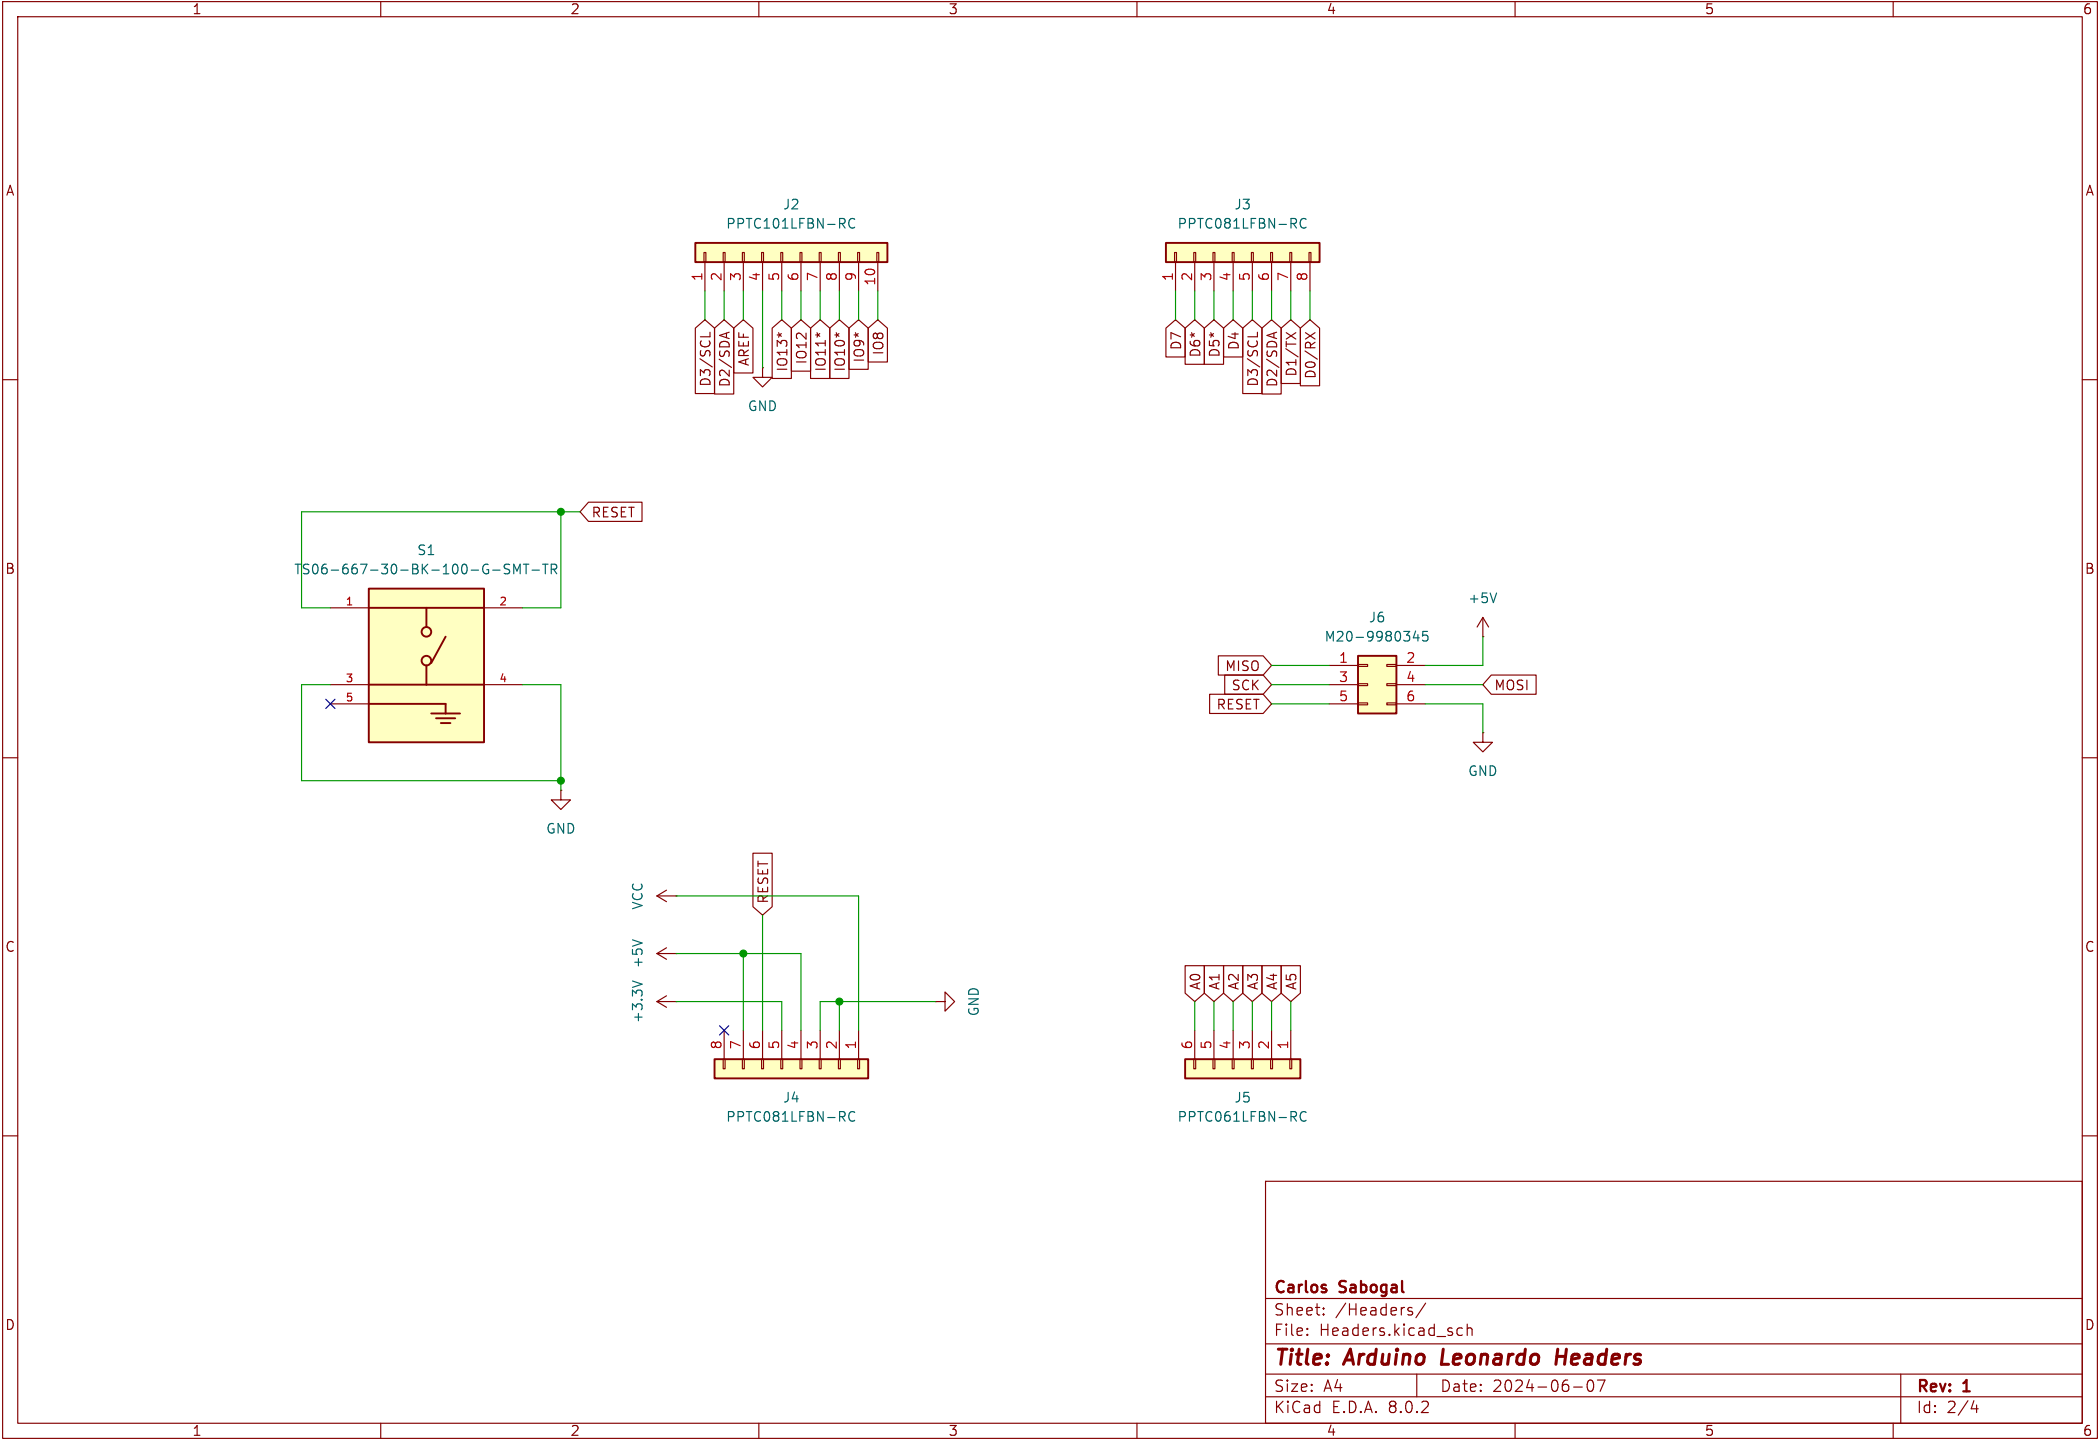 1 2 3 4 5 6
A A
J2
PPTC101LFBN-RC
1 2 3 4 5 6 7 8 9 10
D3/SCL D2/SDA AREF IO13* IO12 IO11* IO10* IO9* IO8
GND
J3
PPTC081LFBN-RC
1 2 3 4 5 6 7 8
D7 D6* D5* D4 D3/SCL D2/SDA D1/TX D0/RX
RESET
S1
TS06-667-30-BK-100-G-SMT-TR
1 2
3 4
5
GND
B B
+5V
J6
M20-9980345
MISO 1 2
SCK 3 4 MOSI
RESET 5 6
GND
RESET
VCC
+5V
+3.3V
GND
8 7 6 5 4 3 2 1
J4
PPTC081LFBN-RC
C C
A0 A1 A2 A3 A4 A5
6 5 4 3 2 1
J5
PPTC061LFBN-RC
Carlos Sabogal
Sheet: /Headers/
File: Headers.kicad_sch
D D
Title: Arduino Leonardo Headers
Size: A4 Date: 2024-06-07 Rev: 1
KiCad E.D.A. 8.0.2 Id: 2/4
1 2 3 4 5 6